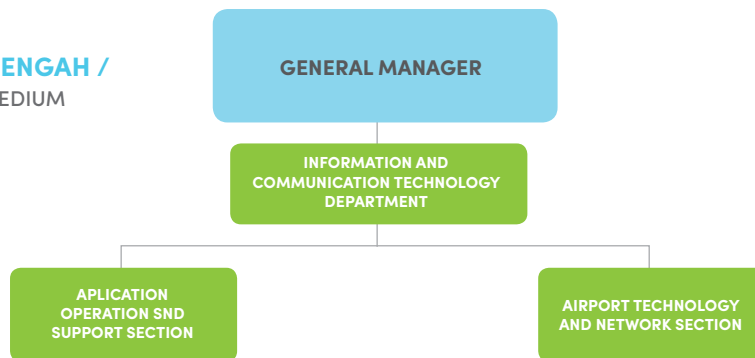 ENGAH /
EDIUM
GENERAL MANAGER
INFORMATION AND
COMMUNICATION TECHNOLOGY
DEPARTMENT
APLICATION
OPERATION SND
SUPPORT SECTION
AIRPORT TECHNOLOGY
AND NETWORK SECTION